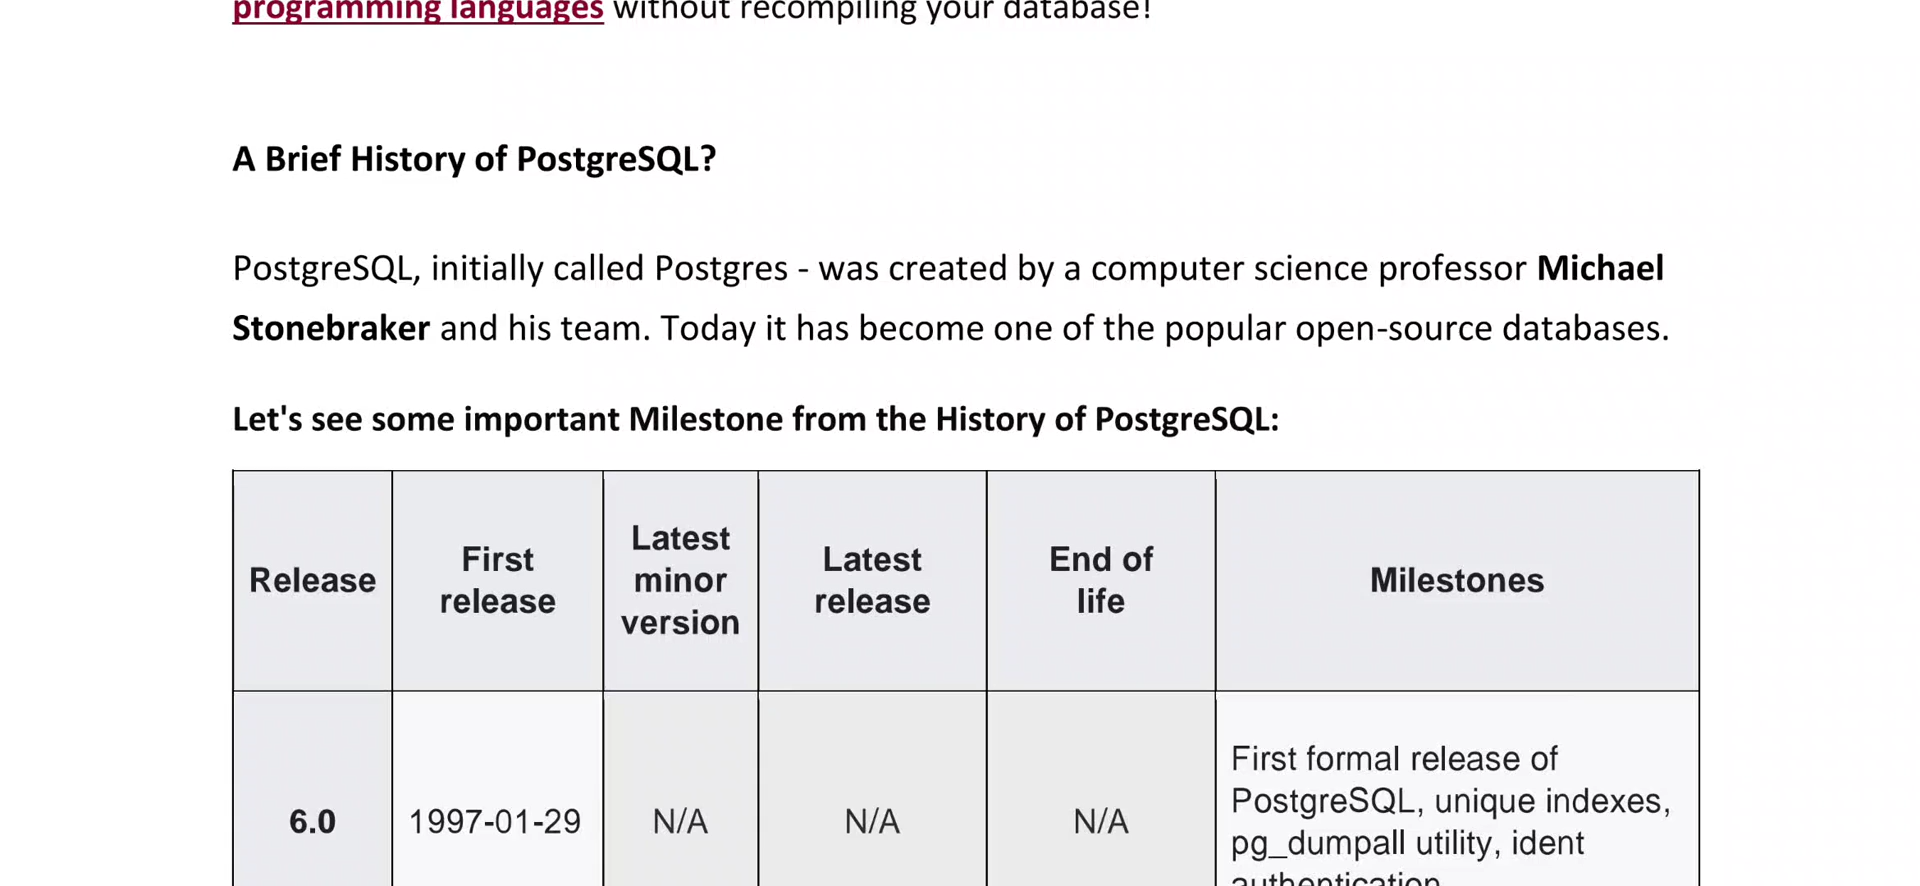 programming languages without recompiling your database!
A Brief History of PostgreSQL?
PostgreSQL, initially called Postgres - was created by a computer science professor Michael
Stonebraker and his team. Today it has become one of the popular open-source databases.
Let's see some important Milestone from the History of PostgreSQL:
Release
First
release
Latest
minor
version
Latest
release
End of
life
Milestones
6.0
1997-01-29
N/A
N/A
N/A
First formal release of
PostgreSQL, unique indexes,
pg_dumpall utility, ident
authentication